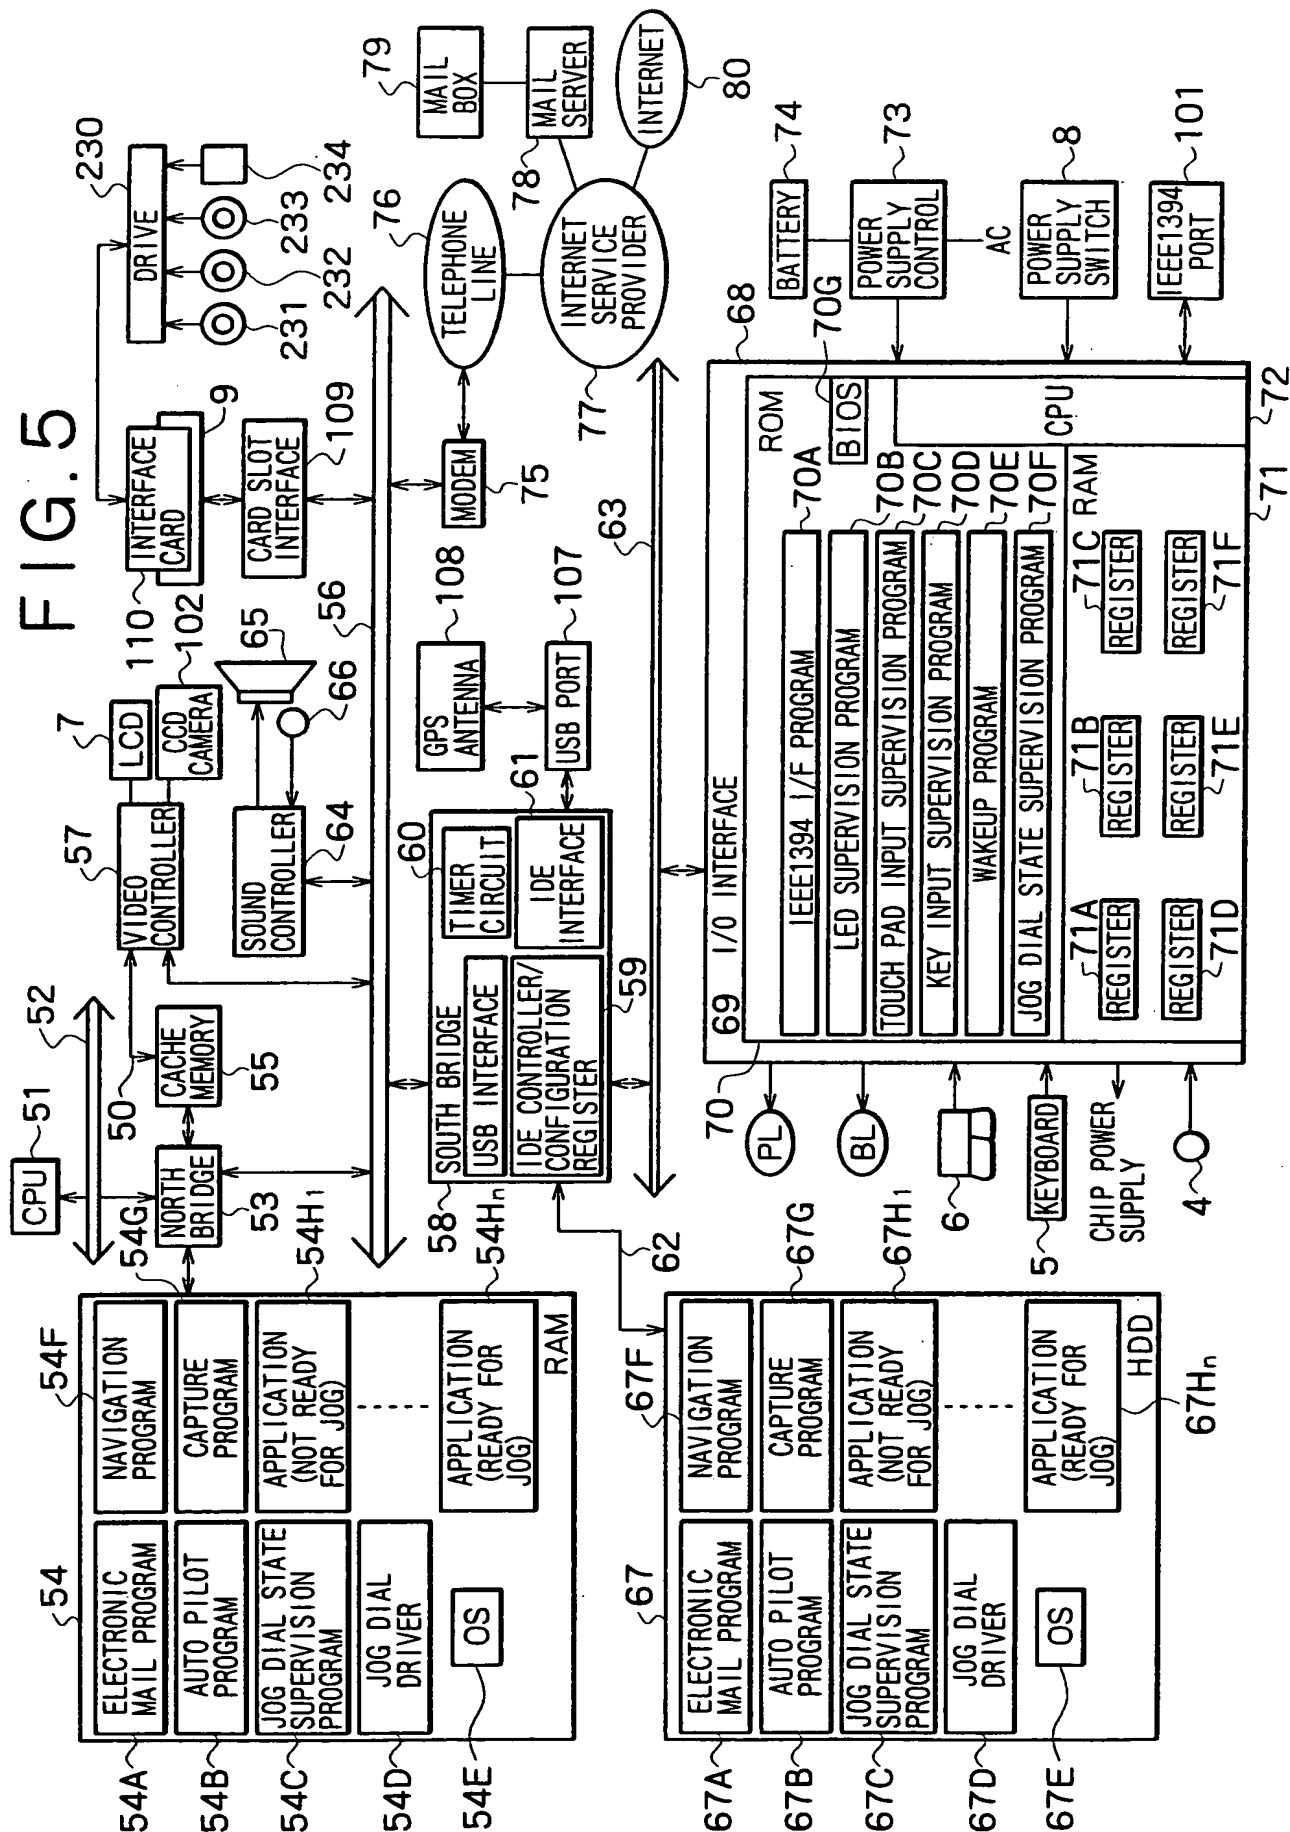 FIG. 5
54
54A
ELECTRONIC
MAIL PROGRAM
54B
AUTO PILOT
PROGRAM
54C
JOG DIAL STATE
SUPERVISION
PROGRAM
54D
JOG DIAL
DRIVER
54E
OS
54F
NAVIGATION
PROGRAM
54G
CAPTURE
PROGRAM
54H1
APPLICATION
(NOT READY
FOR JOG)
54Hn
APPLICATION
(READY FOR
JOG)
RAM
CPU
51
52
NORTH
BRIDGE
53
50
CACHE
MEMORY
55
57
VIDEO
CONTROLLER
7
LCD
CCD
CAMERA
102
SOUND
CONTROLLER
64
65
66
56
110
INTERFACE
CARD
9
CARD SLOT
INTERFACE
109
230
DRIVE
231
232
233
234
58
SOUTH BRIDGE
USB INTERFACE
IDE CONTROLLER/
CONFIGURATION
REGISTER
59
60
TIMER
CIRCUIT
61
IDE
INTERFACE
62
GPS
ANTENNA
108
USB PORT
107
MODEM
75
76
TELEPHONE
LINE
77
INTERNET
SERVICE
PROVIDER
78
MAIL
SERVER
79
MAIL
BOX
INTERNET
80
63
67
67A
ELECTRONIC
MAIL PROGRAM
67B
AUTO PILOT
PROGRAM
67C
JOG DIAL STATE
SUPERVISION
PROGRAM
67D
JOG DIAL
DRIVER
67E
OS
67F
NAVIGATION
PROGRAM
67G
CAPTURE
PROGRAM
67H1
APPLICATION
(NOT READY
FOR JOG)
APPLICATION
(READY FOR
JOG)
67Hn
HDD
68
69
I/O INTERFACE
70
ROM
IEEE1394 I/F PROGRAM
70A
LED SUPERVISION PROGRAM
70B
TOUCH PAD INPUT SUPERVISION PROGRAM
70C
KEY INPUT SUPERVISION PROGRAM
70D
WAKEUP PROGRAM
70E
JOG DIAL STATE SUPERVISION PROGRAM
70F
BIOS
70G
CPU
72
RAM
71
71A
REGISTER
71B
REGISTER
71C
REGISTER
REGISTER
71D
REGISTER
71E
REGISTER
71F
PL
BL
6
5
KEYBOARD
CHIP POWER
SUPPLY
4
BATTERY
74
POWER
SUPPLY
CONTROL
73
AC
POWER
SUPPLY
SWITCH
8
IEEE1394
PORT
101